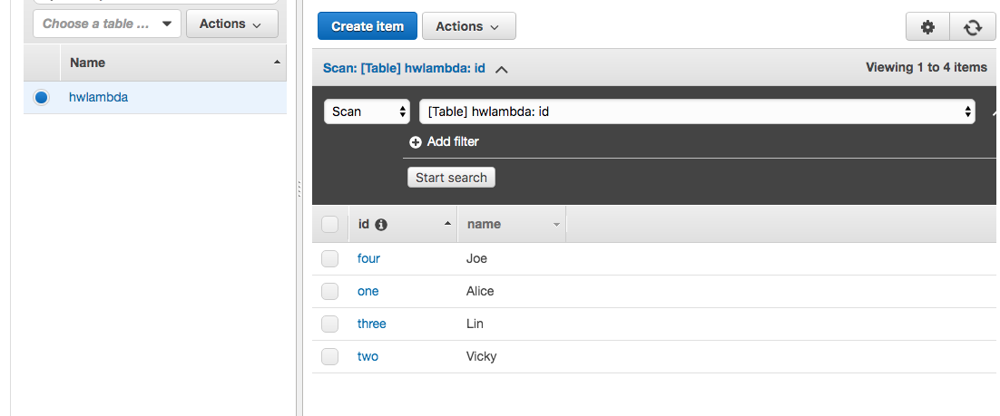 Choose a table ...
Actions
Name
hwlambda
Create item
Actions
Scan: [Table] hwlambda: id
Viewing 1 to 4 items
Scan
[Table] hwlambda: id
Add filter
Start search
id name
four Joe
one Alice
three Lin
two Vicky